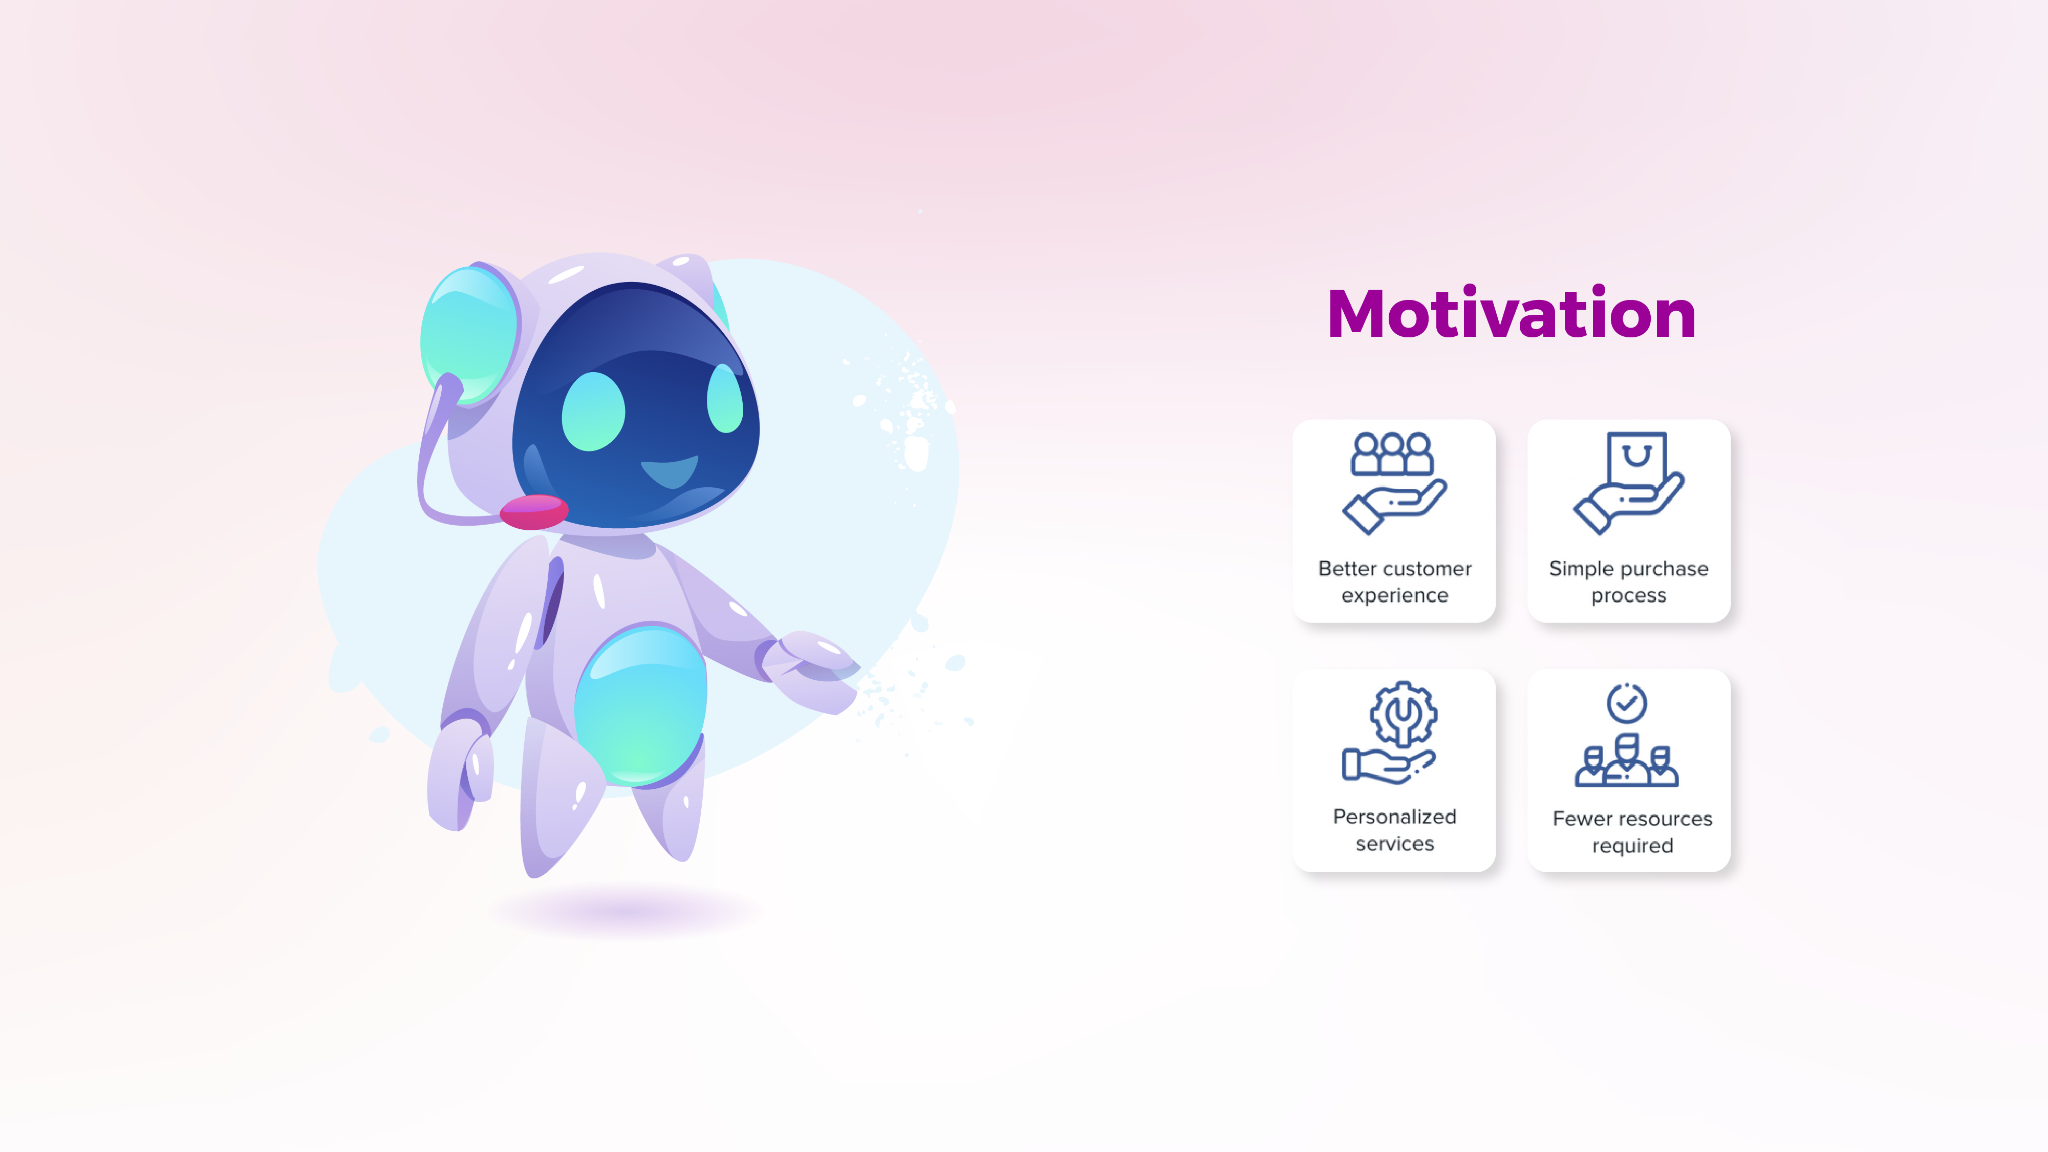 Motivation
Better customer
experience
Simple purchase
process
Personalized
services
Fewer resources
required